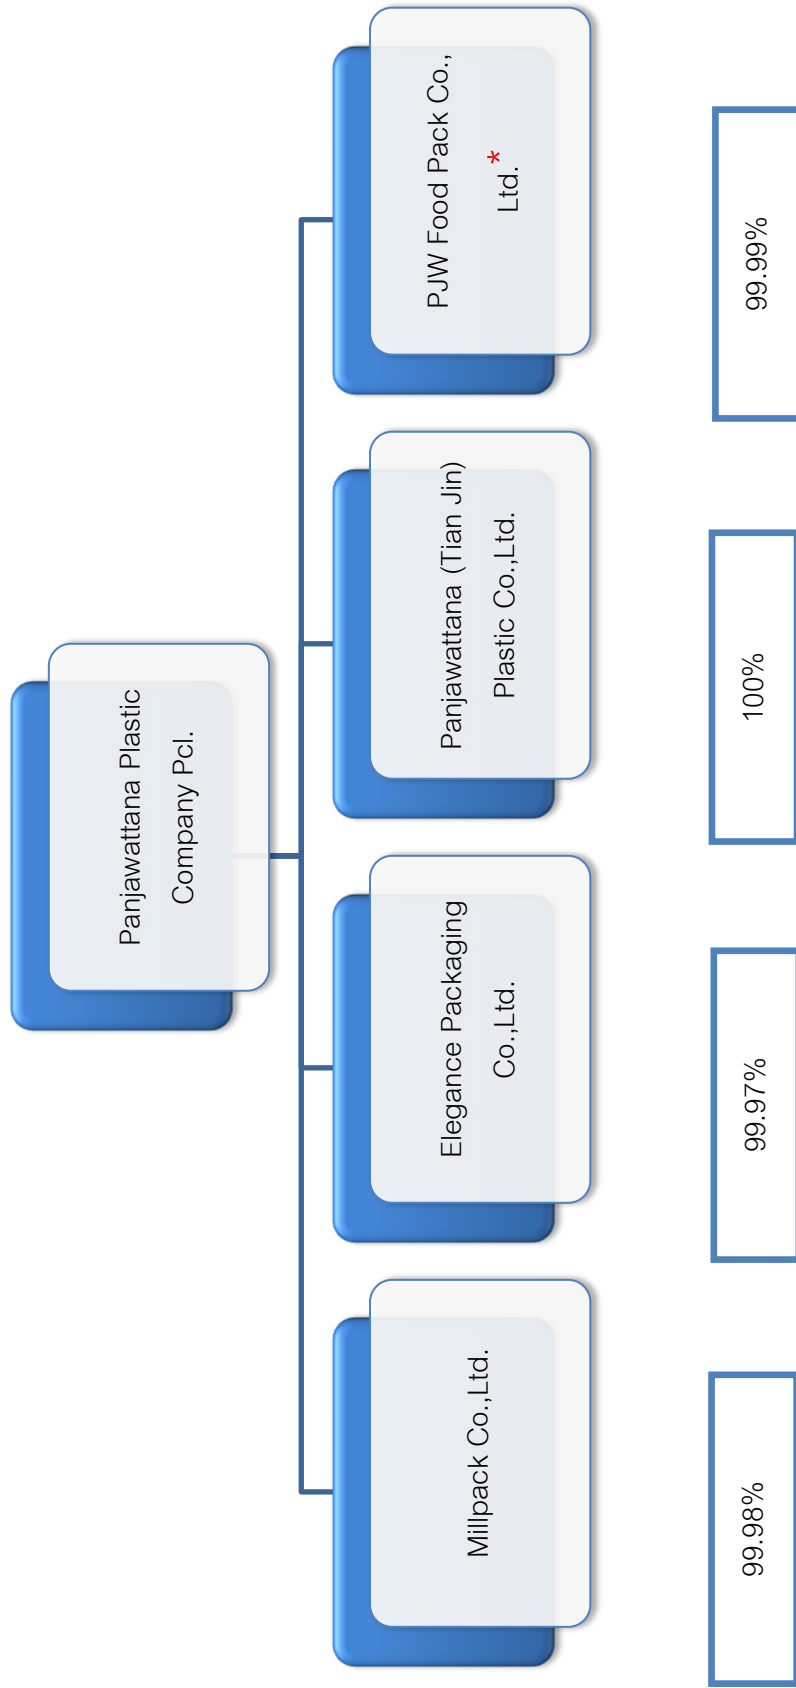 Panjawattana Plastic
Company Pcl.
Millpack Co.,Ltd.
Elegance Packaging
Co.,Ltd.
Panjawattana (Tian Jin)
Plastic Co.,Ltd.
PJW Food Pack Co.,
Ltd.*
99.98%
99.97%
100%
99.99%